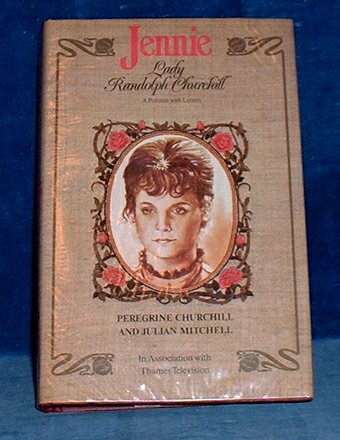 Jennie
Lady
Randolph Churchill
A Portrait with Letters
PEREGRINE CHURCHILL
AND JULIAN MITCHELL
In Association with
Thames Television